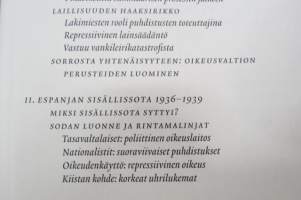 LAILLISUUDEN HAAKSIRIKKO
Lakimiesten rooli puhdistusten toteuttajina
Repressiivinen lainsäädäntö
Vastuu vankileirikatastrofista
SORROSTA YHTENÄISYYTEEN: OIKEUSVALTION
PERUSTEIDEN LUOMINEN
II. ESPANJAN SISÄLLISSOTA 1936–1939
MIKSI SISÄLLISSOTA SYTTYI?
SODAN LUONNE JA RINTAMALINJAT
Tasavaltalaiset: poliittinen oikeuslaitos
Nationalistit: suoraviivaiset puhdistukset
Oikeudenkäyttö: repressiivinen oikeus
Kiistan kohde: korkeat uhrilukemat